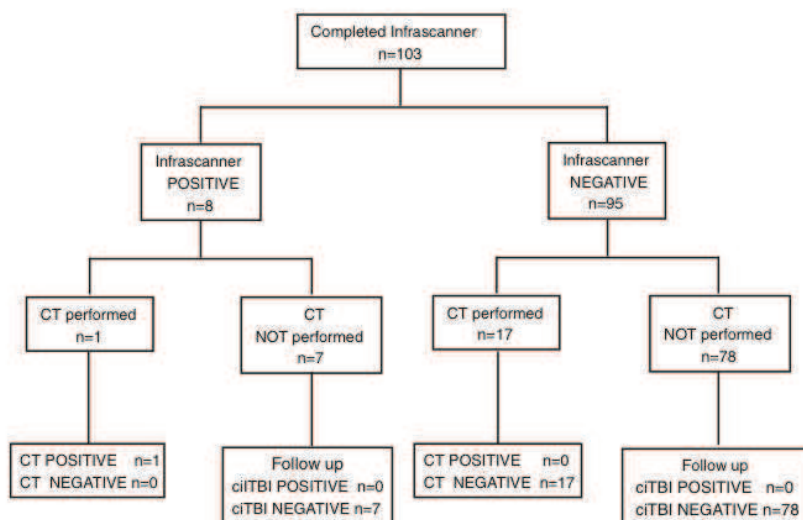 Completed Infrascanner
n=103
Infrascanner
POSITIVE
n=8
Infrascanner
NEGATIVE
n=95
CT performed
n=1
CT
NOT performed
n=7
CT performed
n=17
CT
NOT performed
n=78
CT POSITIVE n=1
CT NEGATIVE n=0
Follow up
ciITBI POSITIVE n=0
ciTBI NEGATIVE n=7
CT POSITIVE n=0
CT NEGATIVE n=17
Follow up
ciTBI POSITIVE n=0
ciTBI NEGATIVE n=78